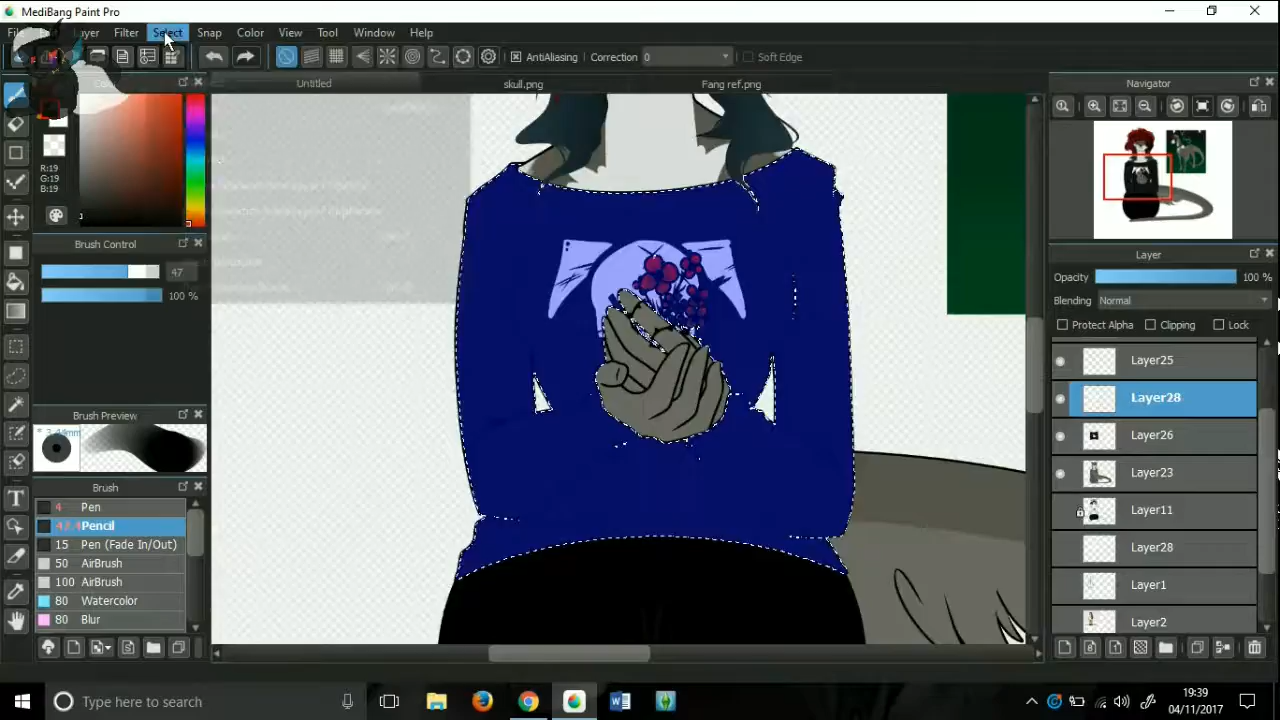 MediBang Paint Pro
File
Layer Filter Select Snap Color View Tool Window Help
AntiAliasing Correction 0 Soft Edge
Untitled skull.png Fang ref.png
R:19
G:19
B:19
Brush Control
47
100 %
Brush Preview
Brush
4 Pen
Pencil
15 Pen (Fade In/Out)
50 AirBrush
100 AirBrush
80 Watercolor
80 Blur
Navigator
Layer
Opacity 100 %
Blending Normal
Protect Alpha Clipping Lock
Layer25
Layer28
Layer26
Layer23
Layer11
Layer28
Layer1
Layer2
Type here to search
19:39
04/11/2017